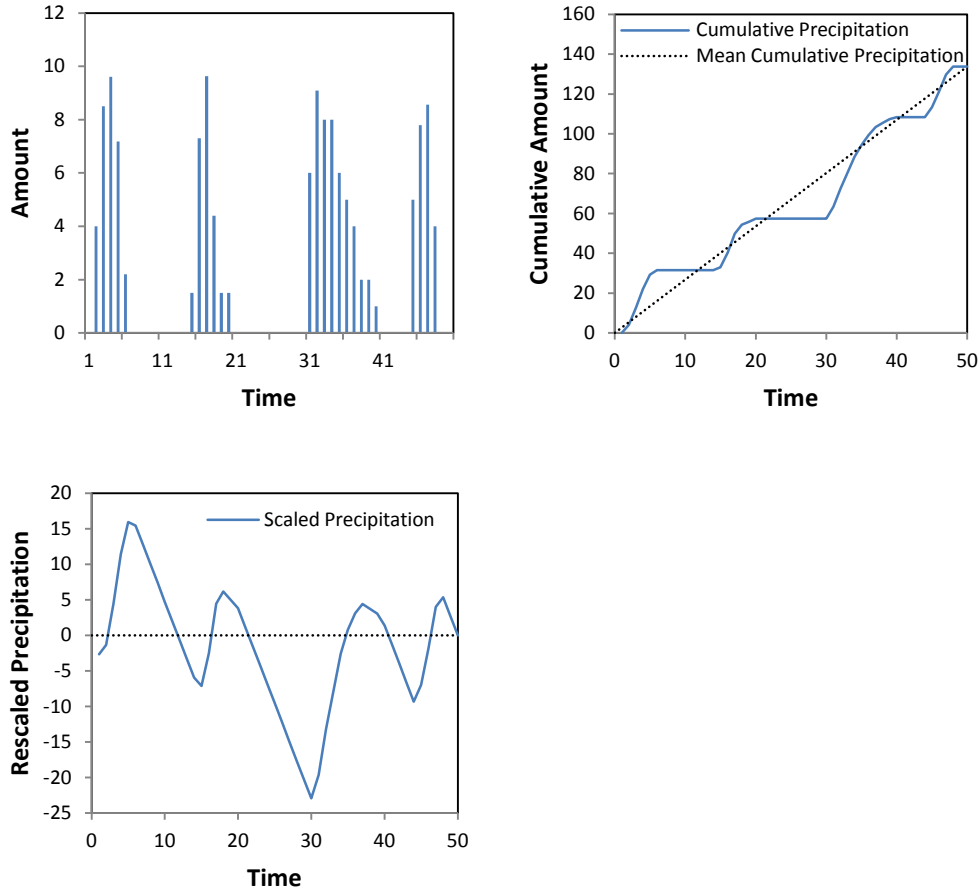 12
10
8
6
4
2
0
Amount
1 11 21 31 41
Time
160
140
120
100
80
60
40
20
0
Cumulative Amount
Cumulative Precipitation
Mean Cumulative Precipitation
0 10 20 30 40 50
Time
20
15
10
5
0
-5
-10
-15
-20
-25
Rescaled Precipitation
Scaled Precipitation
0 10 20 30 40 50
Time